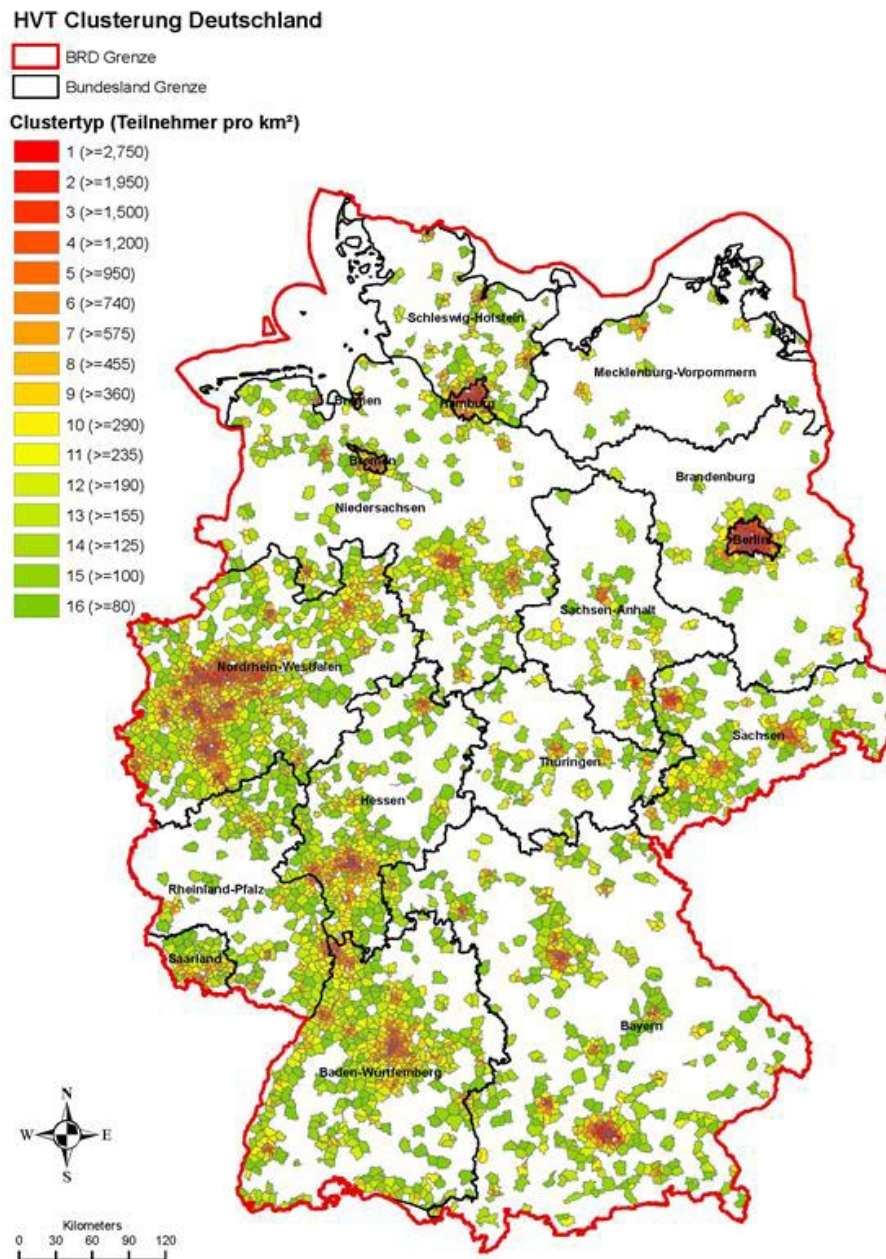 HVT Clusterung Deutschland
BRD Grenze
Bundesland Grenze
Clustertyp (Teilnehmer pro km²)
1 (>=2,750)
2 (>=1,950)
3 (>=1,500)
4 (>=1,200)
5 (>=950)
6 (>=740)
7 (>=575)
8 (>=455)
9 (>=360)
10 (>=290)
11 (>=235)
12 (>=190)
13 (>=155)
14 (>=125)
15 (>=100)
16 (>=80)
Schleswig-Holstein
Mecklenburg-Vorpommern
Bremen
Hamburg
Bremen
Brandenburg
Niedersachsen
Berlin
Sachsen-Anhalt
Nordrhein-Westfalen
Sachsen
Thüringen
Hessen
Rheinland-Pfalz
Saarland
Bayern
Baden-Württemberg
N
W E
S
Kilometers
0 30 60 90 120